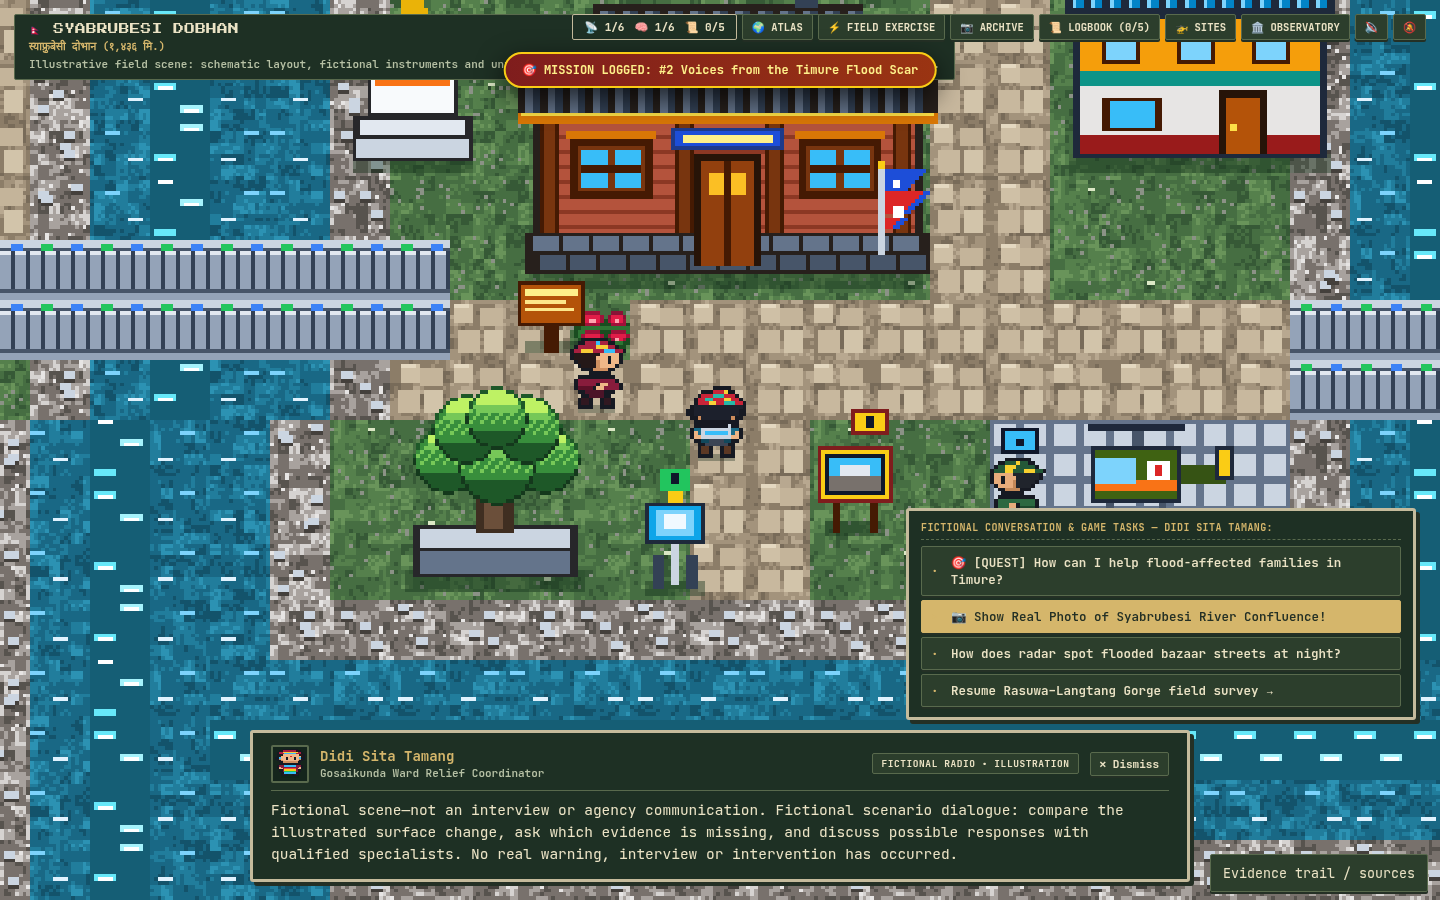 SYABRUBESI DOBHAN
स्याफ्रुबेसी दोभान (१,४३६ मि.)
Illustrative field scene: schematic layout, fictional instruments and un
📡 1/6 🧠 1/6 📜 0/5
🌍 ATLAS
⚡ FIELD EXERCISE
📷 ARCHIVE
📜 LOGBOOK (0/5)
🚁 SITES
🏛️ OBSERVATORY
🎯 MISSION LOGGED: #2 Voices from the Timure Flood Scar
FICTIONAL CONVERSATION & GAME TASKS — DIDI SITA TAMANG:
🎯 [QUEST] How can I help flood-affected families in
Timure?
📷 Show Real Photo of Syabrubesi River Confluence!
How does radar spot flooded bazaar streets at night?
Resume Rasuwa-Langtang Gorge field survey →
Didi Sita Tamang
Gosaikunda Ward Relief Coordinator
FICTIONAL RADIO • ILLUSTRATION
× Dismiss
Fictional scene—not an interview or agency communication. Fictional scenario dialogue: compare the
illustrated surface change, ask which evidence is missing, and discuss possible responses with
qualified specialists. No real warning, interview or intervention has occurred.
Evidence trail / sources